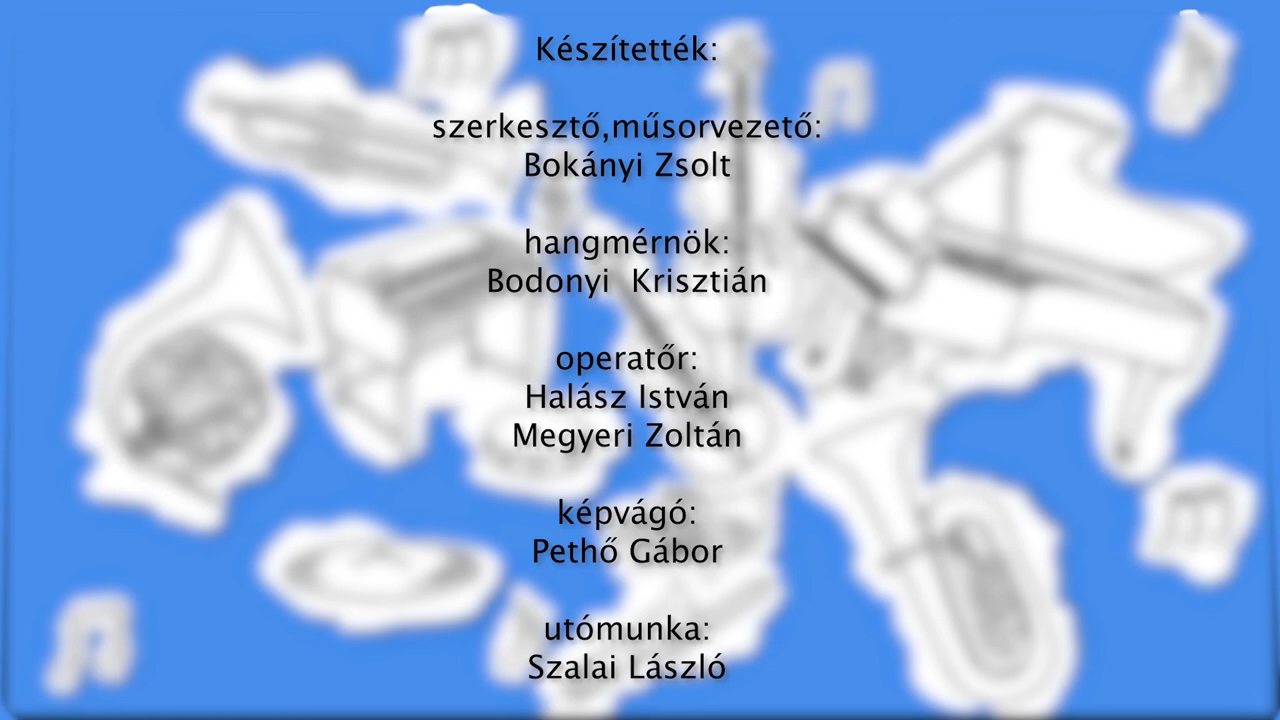 Készítették:
szerkesztő,műsorvezető:
Bokányi Zsolt
hangmérnök:
Bodonyi  Krisztián
operatőr:
Halász István
Megyeri Zoltán
képvágó:
Pethő Gábor
utómunka:
Szalai László